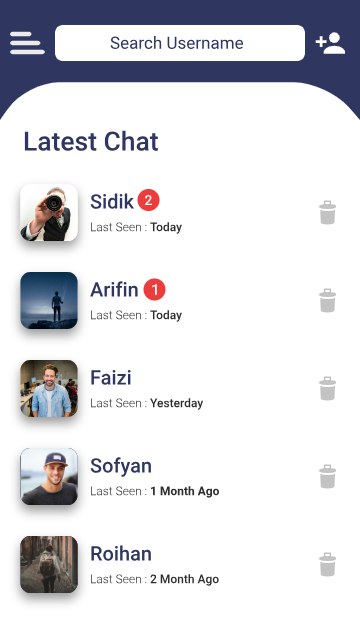 Search Username
Latest Chat
Sidik 2
Last Seen : Today
Arifin 1
Last Seen : Today
Faizi
Last Seen : Yesterday
Sofyan
Last Seen : 1 Month Ago
Roihan
Last Seen : 2 Month Ago